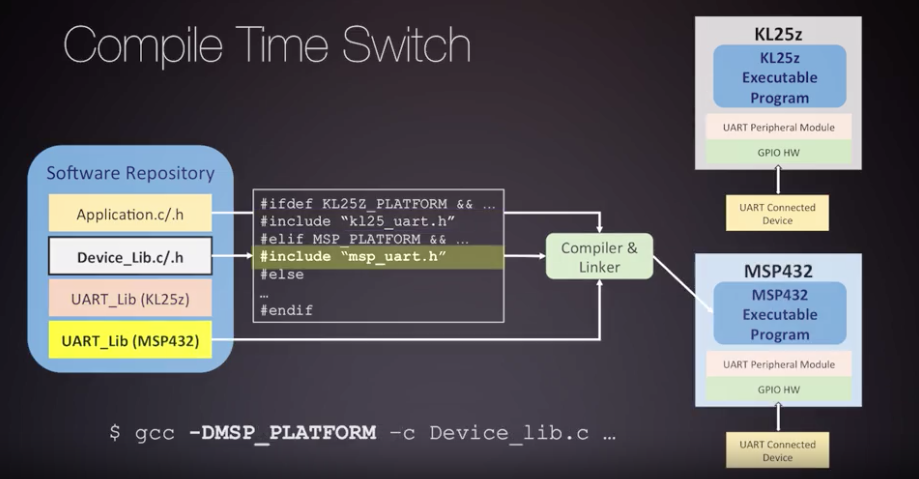 Compile Time Switch
Software Repository
Application.c/.h
Device_Lib.c/.h
UART_Lib (KL25z)
UART_Lib (MSP432)
#ifdef KL25Z_PLATFORM && …
#include “kl25_uart.h”
#elif MSP_PLATFORM && …
#include “msp_uart.h”
#else
…
#endif
Compiler &
Linker
KL25z
KL25z
Executable
Program
UART Peripheral Module
GPIO HW
UART Connected
Device
MSP432
MSP432
Executable
Program
UART Peripheral Module
GPIO HW
UART Connected
Device
$ gcc –DMSP_PLATFORM –c Device_lib.c …